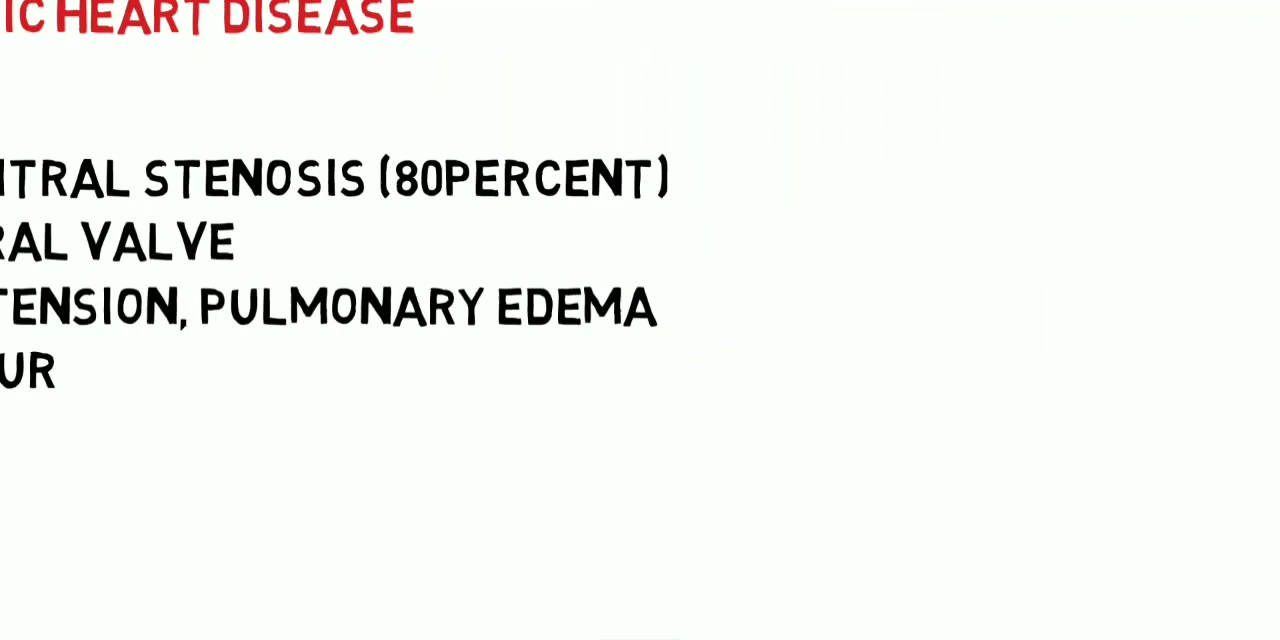 IC HEART DISEASE
ITRAL STENOSIS (80PERCENT)
RAL VALVE
TENSION, PULMONARY EDEMA
UR